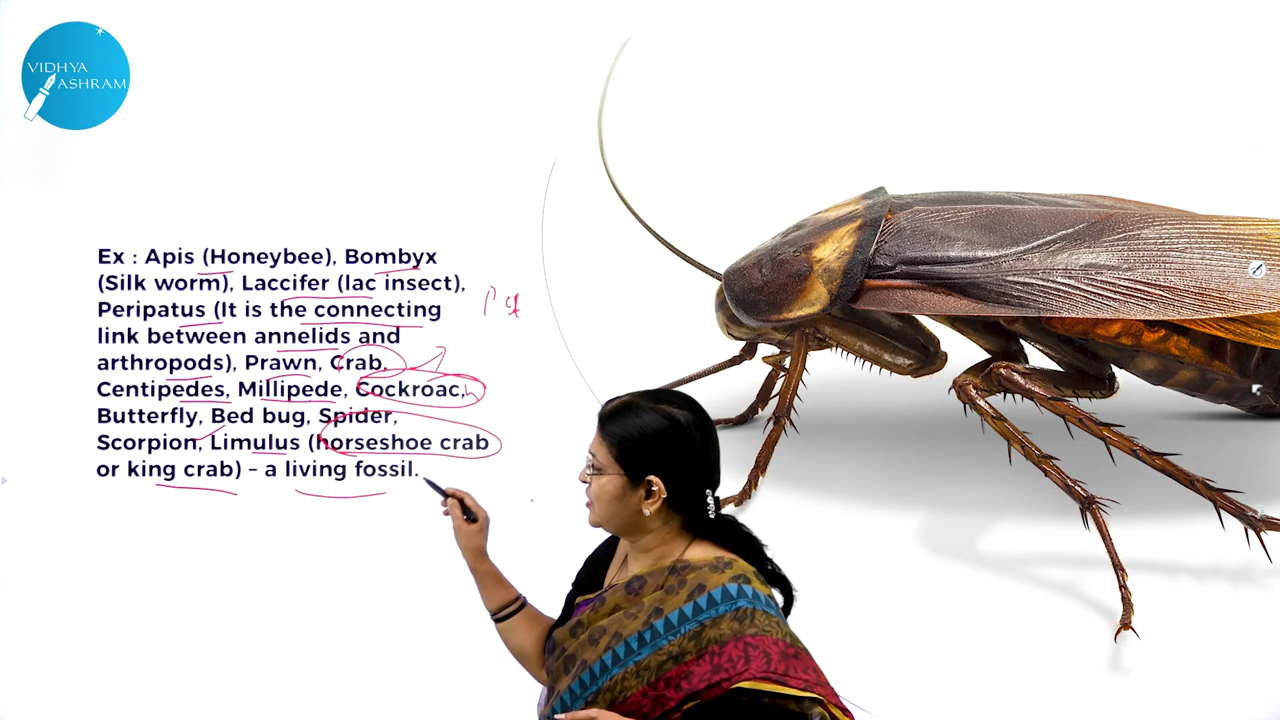 VIDHYA
ASHRAM
Ex : Apis (Honeybee), Bombyx
(Silk worm), Laccifer (lac insect),
Peripatus (It is the connecting
link between annelids and
arthropods), Prawn, Crab,
Centipedes, Millipede, Cockroac,h
Butterfly, Bed bug, Spider,
Scorpion, Limulus (horseshoe crab
or king crab) – a living fossil.